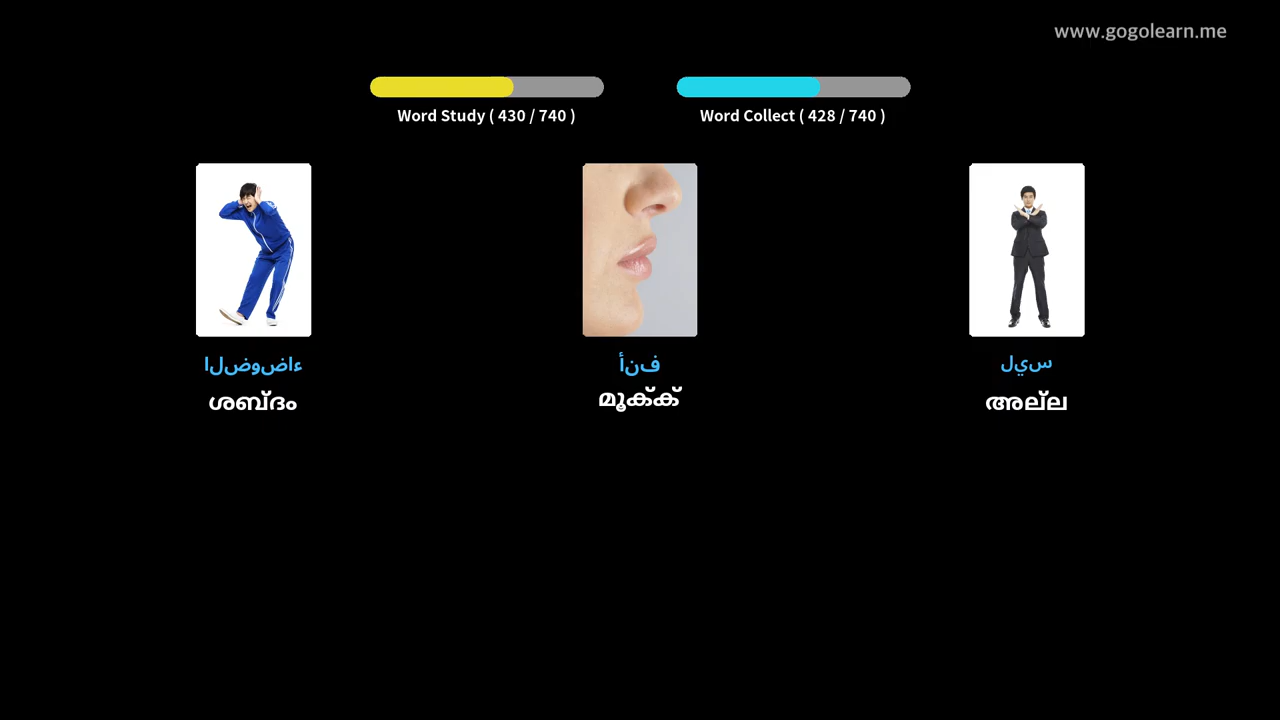 www.gogolearn.me
Word Study ( 430 / 740 )
Word Collect ( 428 / 740 )
الضوضاء
ശബ്ദം
أنف
മൂക്ക്
ليس
അല്ല